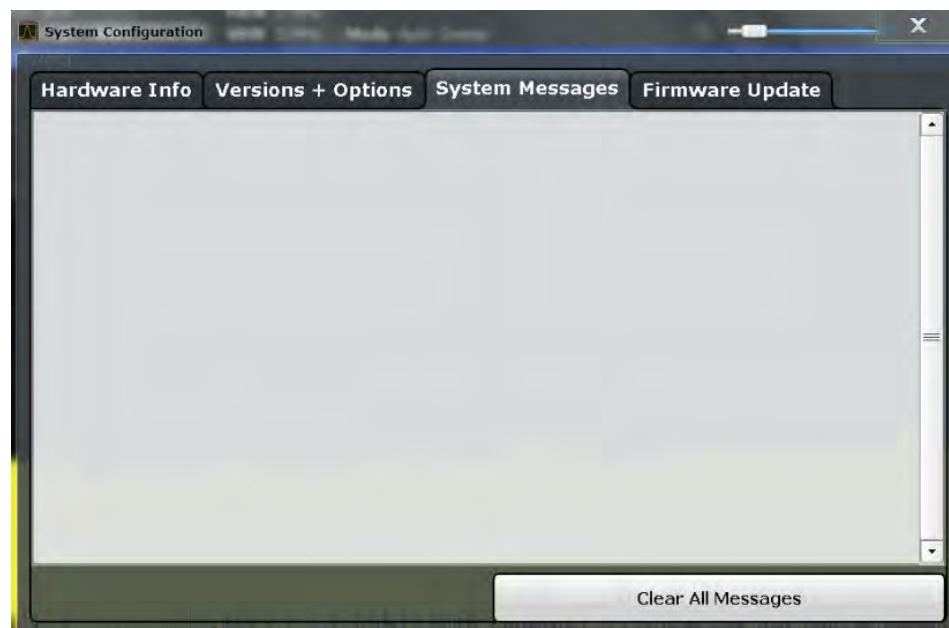 System Configuration
Hardware Info
Versions + Options
System Messages
Firmware Update
Clear All Messages